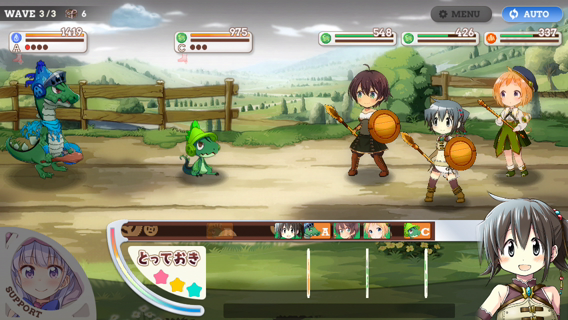 WAVE 3/3 6
MENU
AUTO
1419
975
548
426
337
A
C
A
C
とっておき
SUPPORT